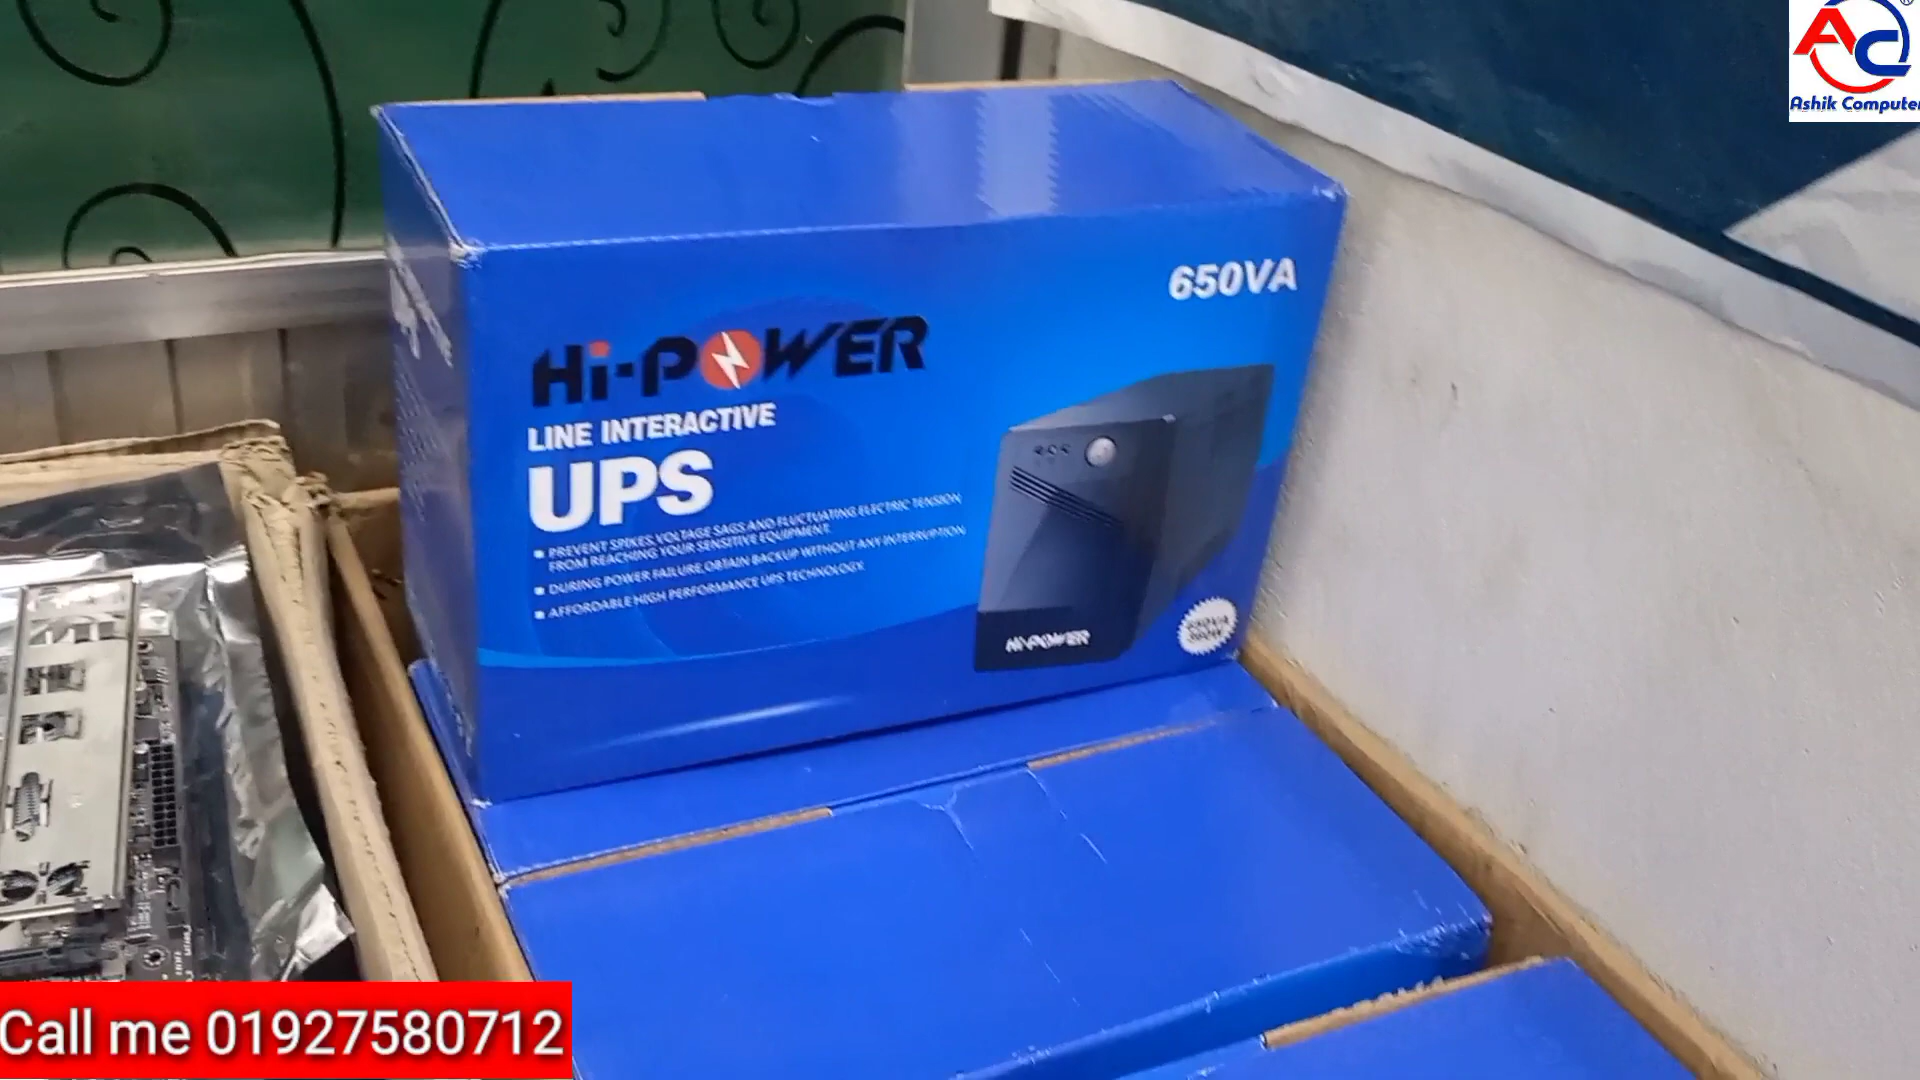 AC
Ashik Computer
650VA
Hi-POWER
LINE INTERACTIVE
UPS
PREVENT SPIKES, VOLTAGE SAGS AND FLUCTUATING ELECTRIC TENSION
FROM REACHING YOUR SENSITIVE EQUIPMENT.
DURING POWER FAILURE, OBTAIN BACKUP WITHOUT ANY INTERRUPTION
AFFORDABLE HIGH PERFORMANCE UPS TECHNOLOGY.
Hi-POWER
650VA
Call me 01927580712